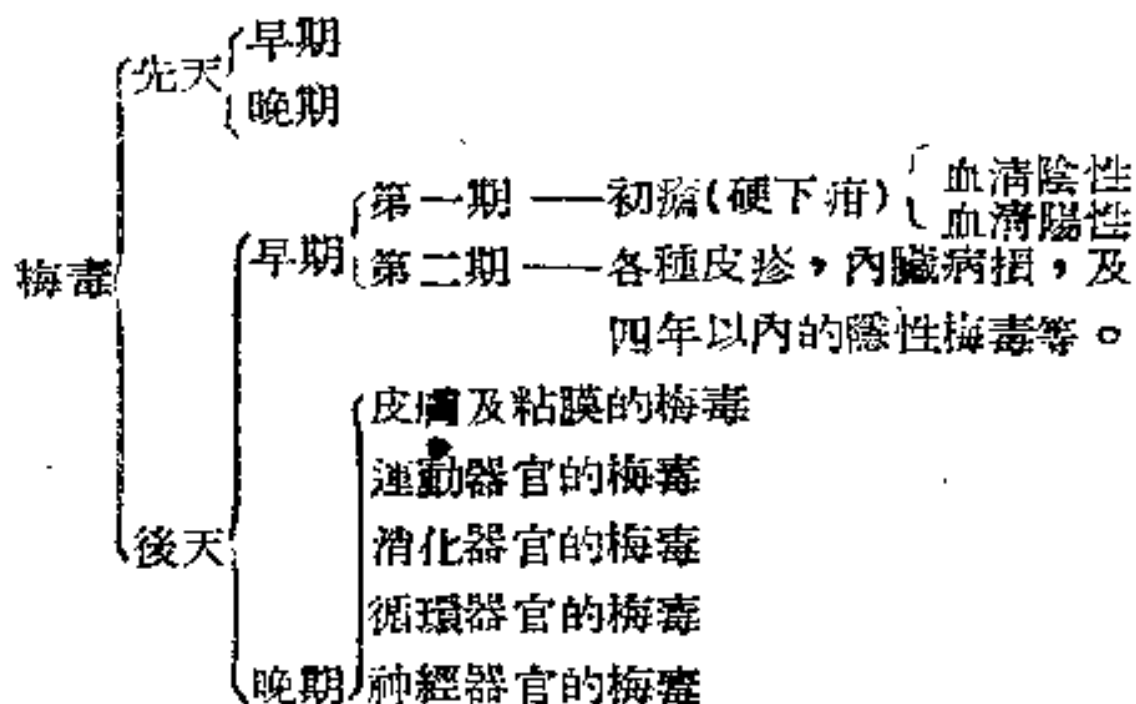 早期
先天
晚期
第一期 —— 初瘡(硬下疳) 血清陰性
血清陽性
早期
第二期 —— 各種皮疹，內臟病損，及
梅毒
四年以內的隱性梅毒等。
皮膚及粘膜的梅毒
運動器官的梅毒
後天
消化器官的梅毒
循環器官的梅毒
晚期 神經器官的梅毒